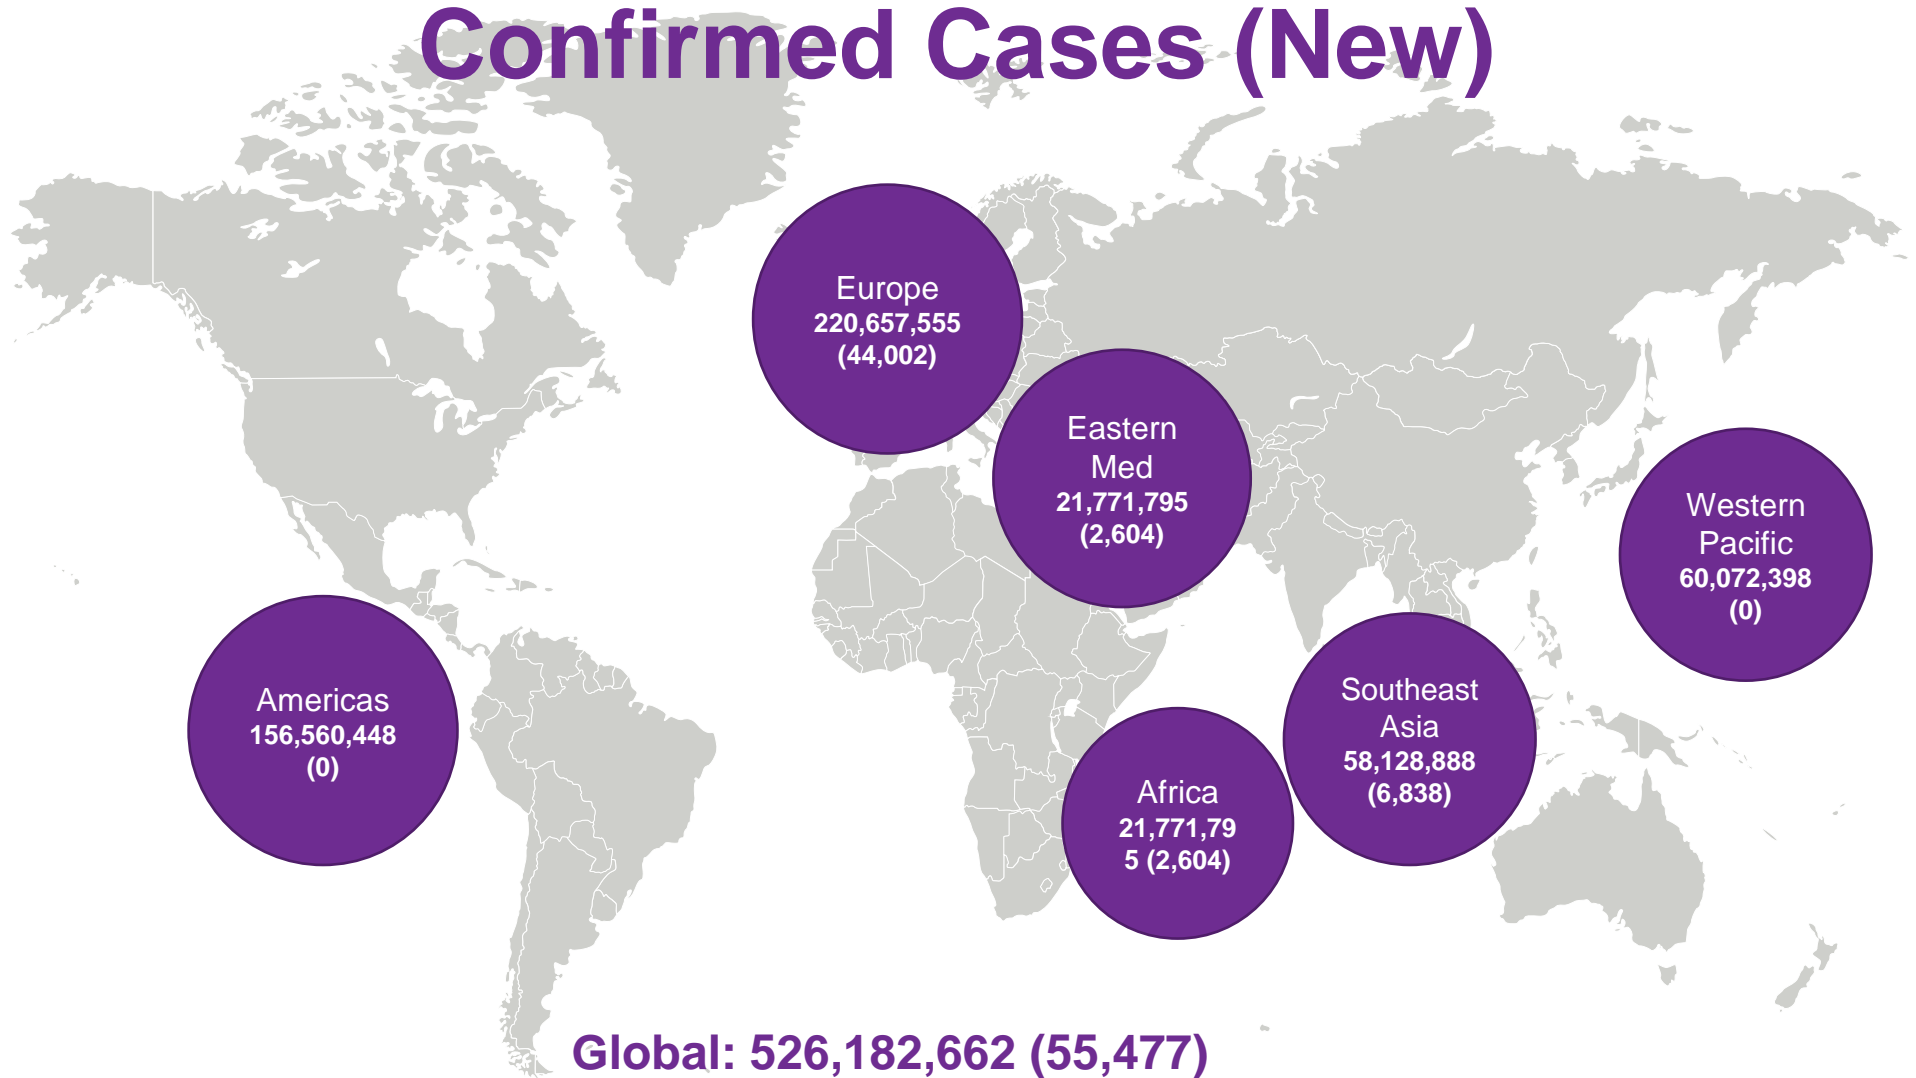 Confirmed Cases (New)
Europe
220,657,555
(44,002)
Eastern
Med
21,771,795
(2,604)
Western
Pacific
60,072,398
(0)
Americas
156,560,448
(0)
Southeast
Asia
58,128,888
(6,838)
Africa
21,771,79
5 (2,604)
Global: 526,182,662 (55,477)